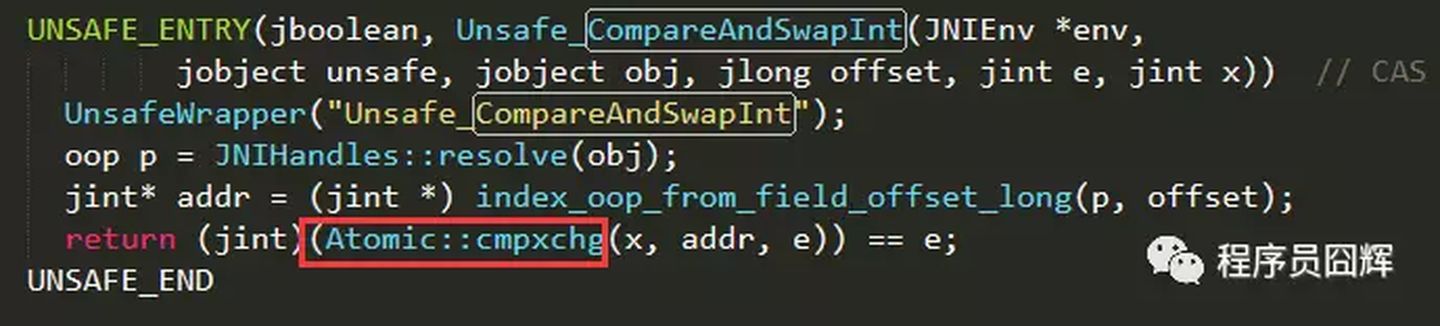 UNSAFE_ENTRY(jboolean, Unsafe_CompareAndSwapInt(JNIEnv *env,
jobject unsafe, jobject obj, jlong offset, jint e, jint x))  // CAS
UnsafeWrapper("Unsafe_CompareAndSwapInt");
oop p = JNIHandles::resolve(obj);
jint* addr = (jint *) index_oop_from_field_offset_long(p, offset);
return (jint)(Atomic::cmpxchg(x, addr, e)) == e;
UNSAFE_END
程序员囧辉